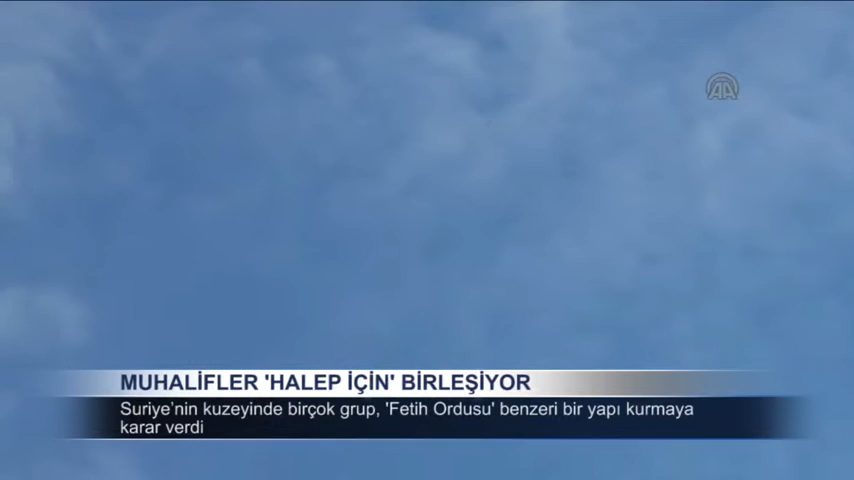 AA
MUHALİFLER 'HALEP İÇİN' BİRLEŞİYOR
Suriye'nin kuzeyinde birçok grup, 'Fetih Ordusu' benzeri bir yapı kurmaya
karar verdi